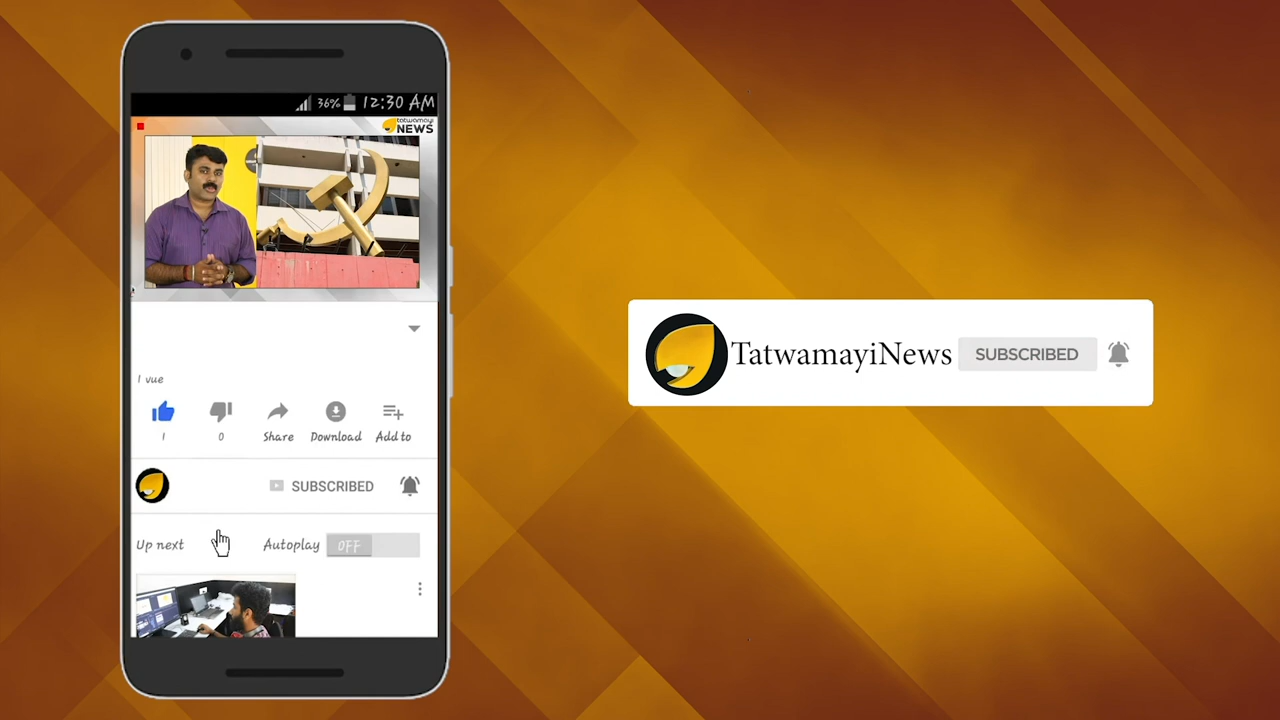 36% 12:30 AM
tatwamayi
NEWS
1 vue
1 0 Share Download Add to
SUBSCRIBED
Up next Autoplay OFF
TatwamayiNews SUBSCRIBED